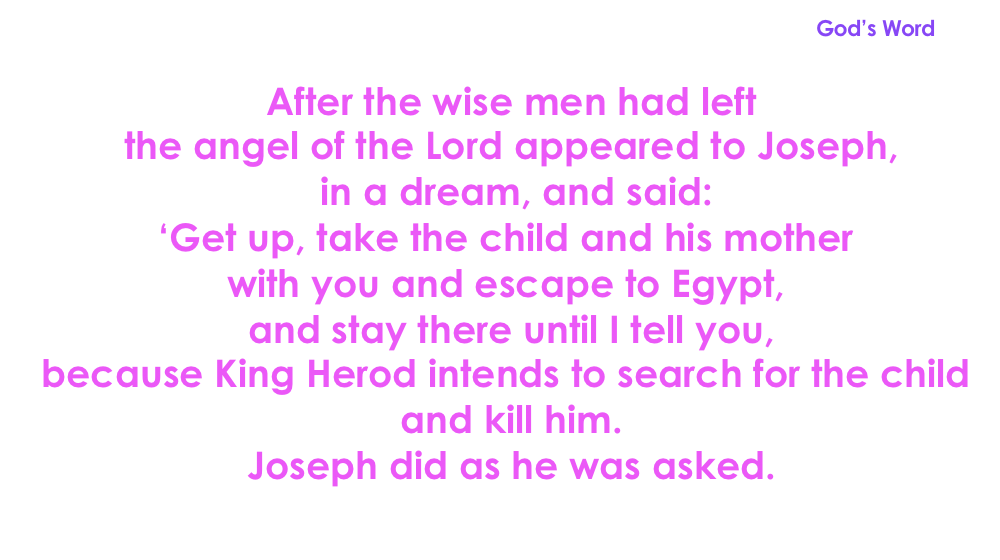 God’s Word
After the wise men had left
the angel of the Lord appeared to Joseph,
in a dream, and said:
‘Get up, take the child and his mother
with you and escape to Egypt,
and stay there until I tell you,
because King Herod intends to search for the child
and kill him.
Joseph did as he was asked.